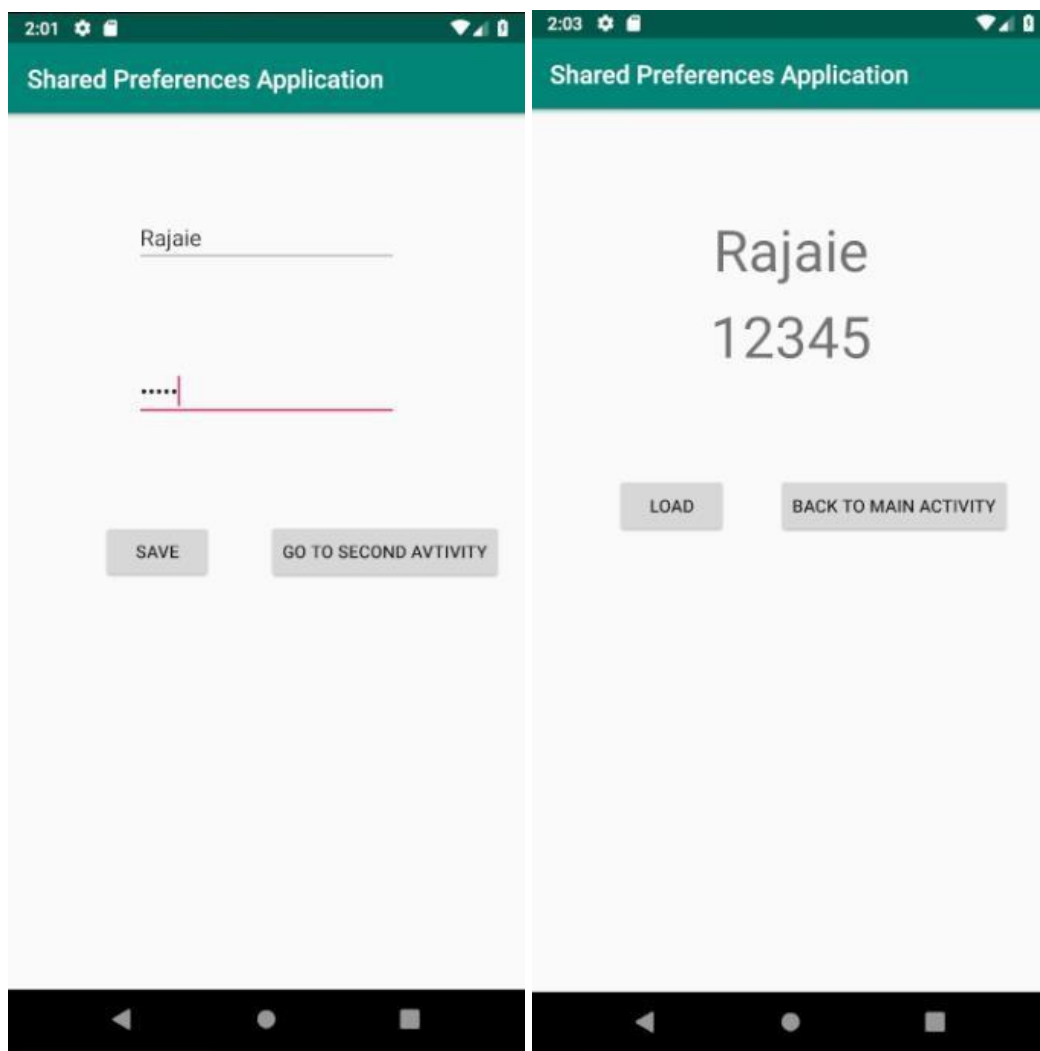 2:01
Shared Preferences Application
Rajaie
•••••
SAVE
GO TO SECOND AVTIVITY
2:03
Shared Preferences Application
Rajaie
12345
LOAD
BACK TO MAIN ACTIVITY